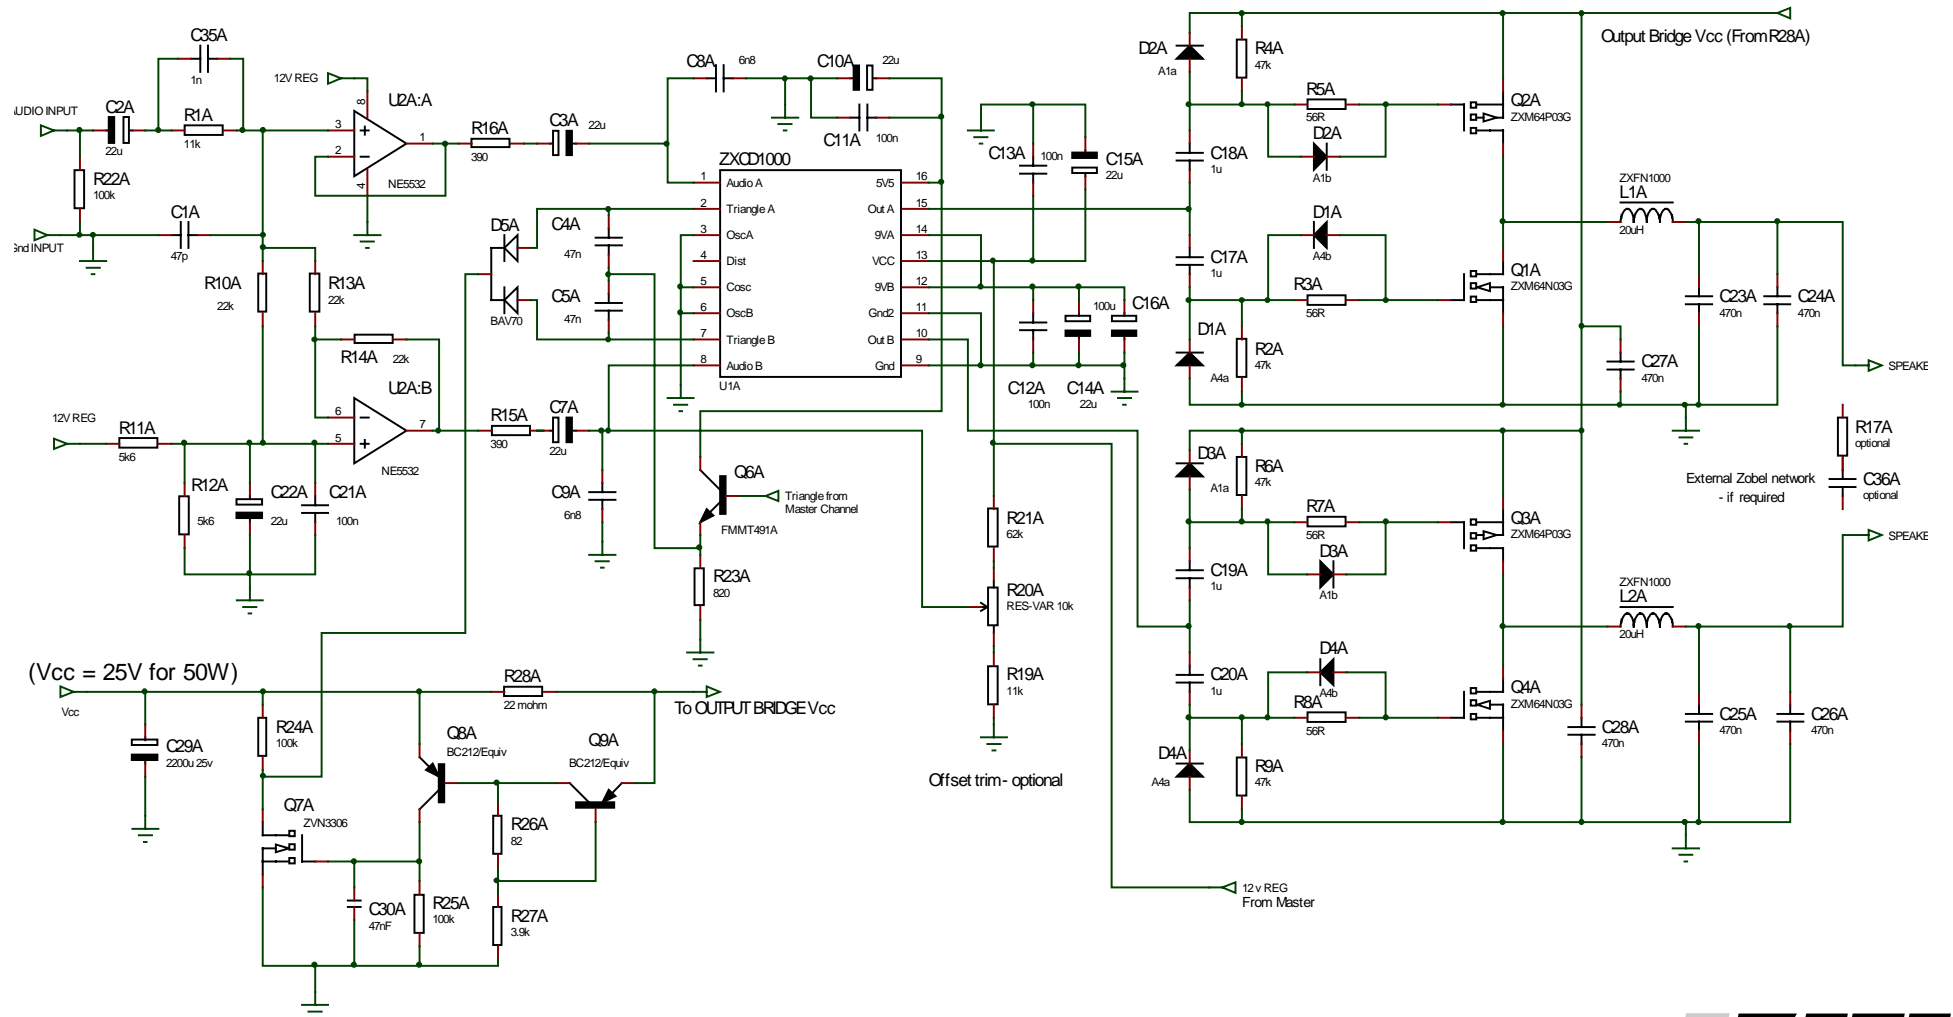 C35A
1n
12V REG
8
U2A:A
UDIO INPUT
C2A
22u
R1A
11k
3
2
1
4
NE5532
R22A
100k
C1A
47p
Gnd INPUT
R16A
390
C3A
22u
C8A
6n8
C10A
22u
C11A
100n
ZXCD1000
1 Audio A
2 Triangle A
3 OscA
4 Dist
5 Cosc
6 OscB
7 Triangle B
8 Audio B
16 5V5
15 Out A
14 9VA
13 VCC
12 9VB
11 Gnd2
10 Out B
9 Gnd
U1A
D5A
BAV70
C4A
47n
C5A
47n
R10A
22k
R13A
22k
R14A
22k
U2A:B
6
5
7
NE5532
12V REG
R11A
5k6
R12A
5k6
C22A
22u
C21A
100n
R15A
390
C7A
22u
C9A
6n8
Q6A
FMMT491A
Triangle from
Master Channel
R23A
820
C13A
100n
C15A
22u
C12A
100n
C14A
22u
100u
C16A
R21A
62k
R20A
RES-VAR 10k
R19A
11k
Offset trim - optional
12v REG
From Master
(Vcc = 25V for 50W)
Vcc
C29A
2200u 25v
R24A
100k
R28A
22 mohm
To OUTPUT BRIDGE Vcc
Q8A
BC212/Equiv
Q9A
BC212/Equiv
Q7A
ZVN3306
R26A
82
C30A
47nF
R25A
100k
R27A
3.9k
Output Bridge Vcc (From R28A)
D2A
A1a
R4A
47k
R5A
56R
D2A
A1b
Q2A
ZXM64P03G
C18A
1u
D1A
A4b
C17A
1u
R3A
56R
Q1A
ZXM64N03G
D1A
A4a
R2A
47k
ZXFN1000
L1A
20uH
C23A
470n
C24A
470n
C27A
470n
SPEAKE
R17A
optional
External Zobel network
- if required
C36A
optional
SPEAKE
D3A
A1a
R6A
47k
R7A
56R
D3A
A1b
Q3A
ZXM64P03G
C19A
1u
D4A
A4b
C20A
1u
R8A
56R
Q4A
ZXM64N03G
D4A
A4a
R9A
47k
ZXFN1000
L2A
20uH
C28A
470n
C25A
470n
C26A
470n